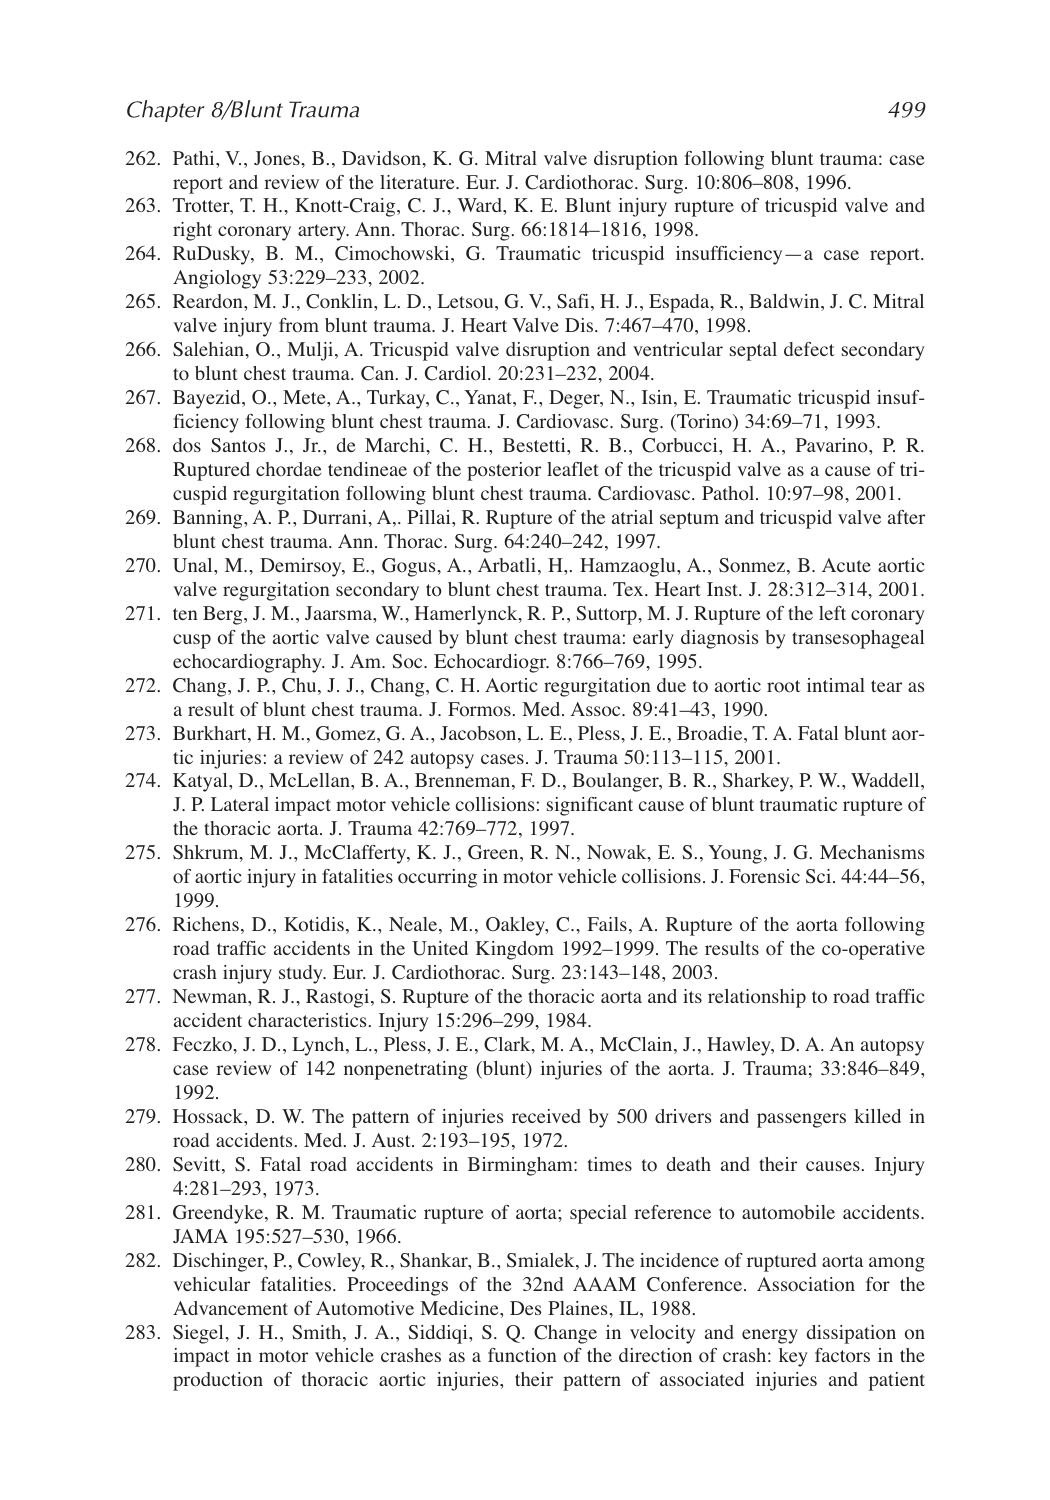 Chapter 8/Blunt Trauma 499
262. Pathi, V., Jones, B., Davidson, K. G. Mitral valve disruption following blunt trauma: case
report and review of the literature. Eur. J. Cardiothorac. Surg. 10:806–808, 1996.
263. Trotter, T. H., Knott-Craig, C. J., Ward, K. E. Blunt injury rupture of tricuspid valve and
right coronary artery. Ann. Thorac. Surg. 66:1814–1816, 1998.
264. RuDusky, B. M., Cimochowski, G. Traumatic tricuspid insufficiency—a case report.
Angiology 53:229–233, 2002.
265. Reardon, M. J., Conklin, L. D., Letsou, G. V., Safi, H. J., Espada, R., Baldwin, J. C. Mitral
valve injury from blunt trauma. J. Heart Valve Dis. 7:467–470, 1998.
266. Salehian, O., Mulji, A. Tricuspid valve disruption and ventricular septal defect secondary
to blunt chest trauma. Can. J. Cardiol. 20:231–232, 2004.
267. Bayezid, O., Mete, A., Turkay, C., Yanat, F., Deger, N., Isin, E. Traumatic tricuspid insuf-
ficiency following blunt chest trauma. J. Cardiovasc. Surg. (Torino) 34:69–71, 1993.
268. dos Santos J., Jr., de Marchi, C. H., Bestetti, R. B., Corbucci, H. A., Pavarino, P. R.
Ruptured chordae tendineae of the posterior leaflet of the tricuspid valve as a cause of tri-
cuspid regurgitation following blunt chest trauma. Cardiovasc. Pathol. 10:97–98, 2001.
269. Banning, A. P., Durrani, A,. Pillai, R. Rupture of the atrial septum and tricuspid valve after
blunt chest trauma. Ann. Thorac. Surg. 64:240–242, 1997.
270. Unal, M., Demirsoy, E., Gogus, A., Arbatli, H,. Hamzaoglu, A., Sonmez, B. Acute aortic
valve regurgitation secondary to blunt chest trauma. Tex. Heart Inst. J. 28:312–314, 2001.
271. ten Berg, J. M., Jaarsma, W., Hamerlynck, R. P., Suttorp, M. J. Rupture of the left coronary
cusp of the aortic valve caused by blunt chest trauma: early diagnosis by transesophageal
echocardiography. J. Am. Soc. Echocardiogr. 8:766–769, 1995.
272. Chang, J. P., Chu, J. J., Chang, C. H. Aortic regurgitation due to aortic root intimal tear as
a result of blunt chest trauma. J. Formos. Med. Assoc. 89:41–43, 1990.
273. Burkhart, H. M., Gomez, G. A., Jacobson, L. E., Pless, J. E., Broadie, T. A. Fatal blunt aor-
tic injuries: a review of 242 autopsy cases. J. Trauma 50:113–115, 2001.
274. Katyal, D., McLellan, B. A., Brenneman, F. D., Boulanger, B. R., Sharkey, P. W., Waddell,
J. P. Lateral impact motor vehicle collisions: significant cause of blunt traumatic rupture of
the thoracic aorta. J. Trauma 42:769–772, 1997.
275. Shkrum, M. J., McClafferty, K. J., Green, R. N., Nowak, E. S., Young, J. G. Mechanisms
of aortic injury in fatalities occurring in motor vehicle collisions. J. Forensic Sci. 44:44–56,
1999.
276. Richens, D., Kotidis, K., Neale, M., Oakley, C., Fails, A. Rupture of the aorta following
road traffic accidents in the United Kingdom 1992–1999. The results of the co-operative
crash injury study. Eur. J. Cardiothorac. Surg. 23:143–148, 2003.
277. Newman, R. J., Rastogi, S. Rupture of the thoracic aorta and its relationship to road traffic
accident characteristics. Injury 15:296–299, 1984.
278. Feczko, J. D., Lynch, L., Pless, J. E., Clark, M. A., McClain, J., Hawley, D. A. An autopsy
case review of 142 nonpenetrating (blunt) injuries of the aorta. J. Trauma; 33:846–849,
1992.
279. Hossack, D. W. The pattern of injuries received by 500 drivers and passengers killed in
road accidents. Med. J. Aust. 2:193–195, 1972.
280. Sevitt, S. Fatal road accidents in Birmingham: times to death and their causes. Injury
4:281–293, 1973.
281. Greendyke, R. M. Traumatic rupture of aorta; special reference to automobile accidents.
JAMA 195:527–530, 1966.
282. Dischinger, P., Cowley, R., Shankar, B., Smialek, J. The incidence of ruptured aorta among
vehicular fatalities. Proceedings of the 32nd AAAM Conference. Association for the
Advancement of Automotive Medicine, Des Plaines, IL, 1988.
283. Siegel, J. H., Smith, J. A., Siddiqi, S. Q. Change in velocity and energy dissipation on
impact in motor vehicle crashes as a function of the direction of crash: key factors in the
production of thoracic aortic injuries, their pattern of associated injuries and patient